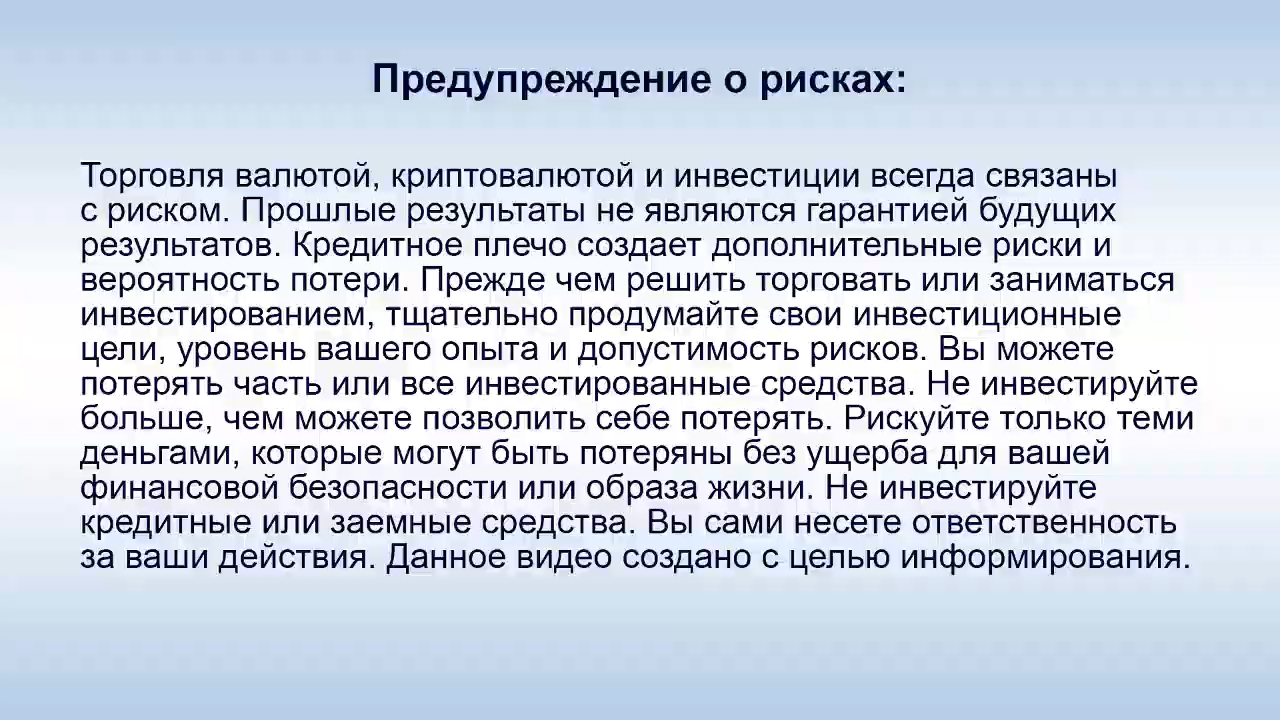 Предупреждение о рисках:
Торговля валютой, криптовалютой и инвестиции всегда связаны
с риском. Прошлые результаты не являются гарантией будущих
результатов. Кредитное плечо создает дополнительные риски и
вероятность потери. Прежде чем решить торговать или заниматься
инвестированием, тщательно продумайте свои инвестиционные
цели, уровень вашего опыта и допустимость рисков. Вы можете
потерять часть или все инвестированные средства. Не инвестируйте
больше, чем можете позволить себе потерять. Рискуйте только теми
деньгами, которые могут быть потеряны без ущерба для вашей
финансовой безопасности или образа жизни. Не инвестируйте
кредитные или заемные средства. Вы сами несете ответственность
за ваши действия. Данное видео создано с целью информирования.